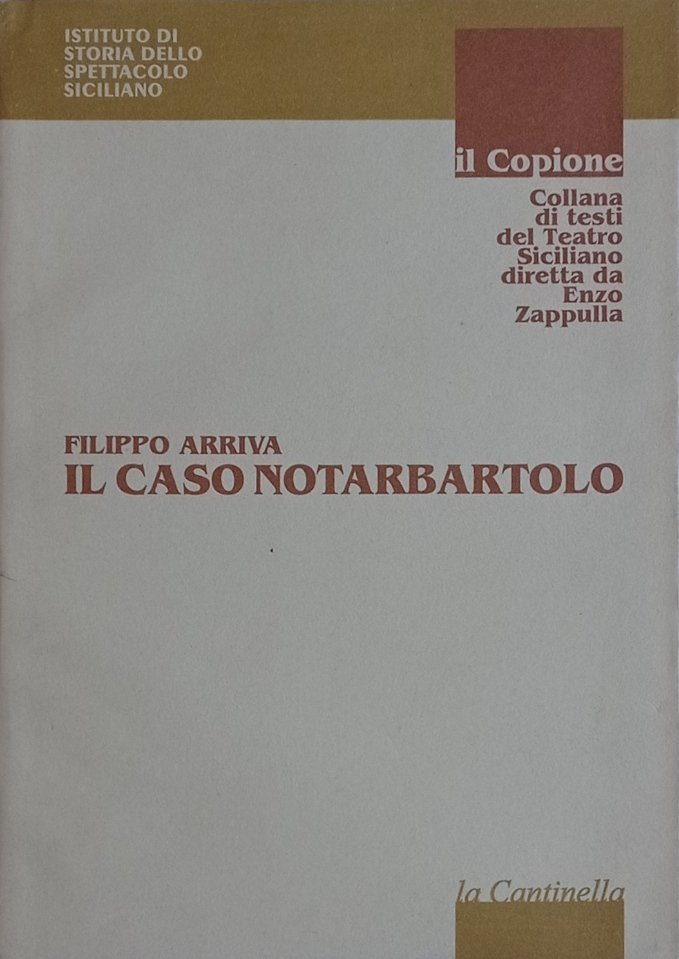 ISTITUTO DI
STORIA DELLO
SPETTACOLO
SICILIANO
il Copione
Collana
di testi
del Teatro
Siciliano
diretta da
Enzo
Zappulla
FILIPPO ARRIVA
IL CASO NOTARBARTOLO
la Cantinella